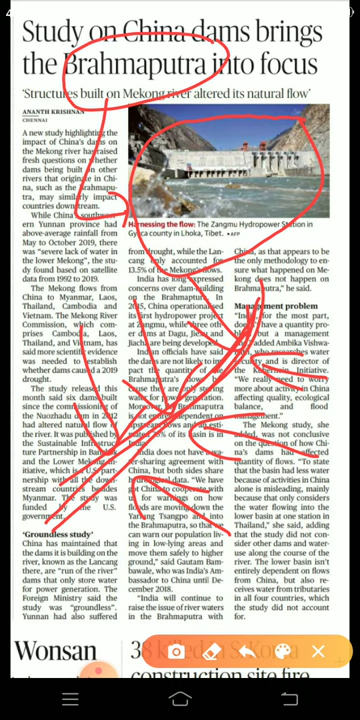 Study on China dams brings
the Brahmaputra into focus
'Structures built on Mekong river altered its natural flow'
ANANTH KRISHNAN
CHENNAI
A new study highlighting the
impact of China's dams on
the Mekong river has raised
fresh questions on whether
dams being built on other
rivers that originate in Chi-
na, such as the Brahmapu-
tra, may similarly impact
countries downstream.
While China's southwest-
ern Yunnan province had
above-average rainfall from
May to October 2019, there
was "severe lack of water in
the lower Mekong", the stu-
dy found based on satellite
data from 1992 to 2019.
The Mekong flows from
China to Myanmar, Laos,
Thailand, Cambodia and
Vietnam. The Mekong River
Commission, which com-
prises Cambodia, Laos,
Thailand, and Vietnam, has
said more scientific evidence
was needed to establish
whether dams caused a 2019
drought.
The study released this
month said six dams built
since the commissioning of
the Nuozhadu dam in 2012
had altered natural flow of
the river. It was published by
the Sustainable Infrastruc-
ture Partnership in Bangkok
and the Lower Mekong In-
itiative, which is a U.S. part-
nership with all the down-
stream countries besides
Myanmar. The study was
funded by the U.S.
government.
'Groundless study'
China has maintained that
the dams it is building on the
river, known as the Lancang
there, are "run of the river"
dams that only store water
for power generation. The
Foreign Ministry said the
study was "groundless".
Yunnan had also suffered
Harnessing the flow: The Zangmu Hydropower Station in
Gyaca county in Lhoka, Tibet. • AFP
from drought, while the Lan-
cang only accounted for
13.5% of the Mekong's flows.
India has long expressed
concerns over dam-building
on the Brahmaputra. In
2015, China operationalised
its first hydropower project
at Zangmu, while three oth-
er dams at Dagu, Jiexu and
Jiacha are being developed.
Indian officials have said
the dams are not likely to im-
pact the quantity of the
Brahmaputra's flows be-
cause they are only storing
water for power generation.
Moreover, the Brahmaputra
is not entirely dependent on
upstream flows and an esti-
mated 35% of its basin is in
India.
India does not have a wa-
ter-sharing agreement with
China, but both sides share
hydrological data. "We have
had China to cooperate with
us for warnings on how
floods are moving down the
Yarlung Tsangpo and into
the Brahmaputra, so that we
can warn our population liv-
ing in low-lying areas and
move them safely to higher
ground," said Gautam Bam-
bawale, who was India's Am-
bassador to China until De-
cember 2018.
"India will continue to
raise the issue of river waters
in the Brahmaputra with
China, as that appears to be
the only methodology to en-
sure what happened on Me-
kong does not happen on
Brahmaputra," he said.
Management problem
"India, for the most part,
does not have a quantity pro-
blem but a management
one," added Ambika Vishwa-
nath, who researches water
security, and is director of
the Kubernein Initiative.
"We really need to worry
more about activity in China
affecting quality, ecological
balance, and flood
management."
The Mekong study, she
added, was not conclusive
on the question of how Chi-
na's dams had affected
quantity of flows. "To state
that the basin had less water
because of activities in China
alone is misleading, mainly
because that only considers
the water flowing into the
lower basin at one station in
Thailand," she said, adding
that the study did not con-
sider other dams and water-
use along the course of the
river. The lower basin isn't
entirely dependent on flows
from China, but also re-
ceives water from tributaries
in all four countries, which
the study did not account
for.
Wonsan
38 killed in S. Korea
construction site fire